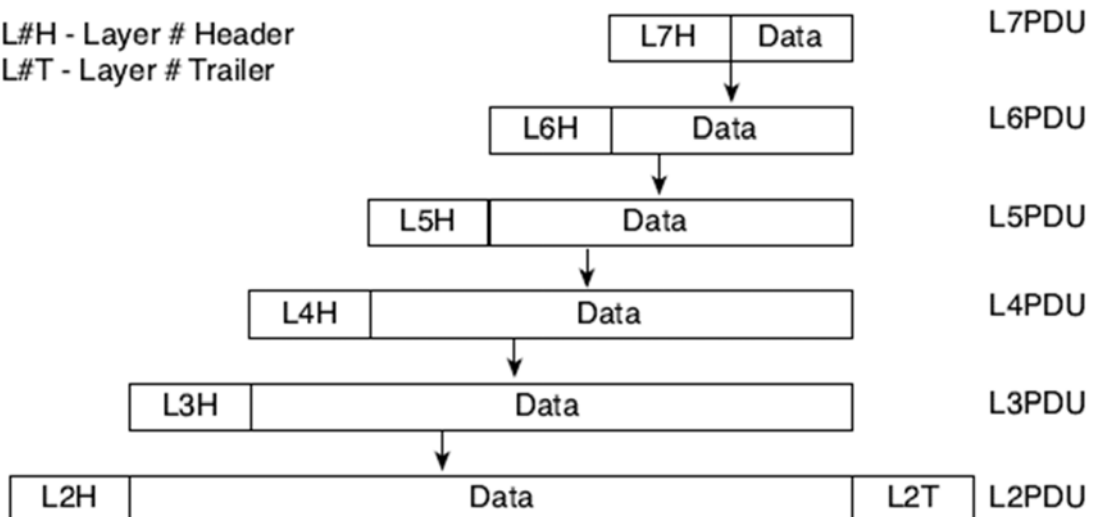 L#H - Layer # Header
L#T - Layer # Trailer
L7H Data L7PDU
L6H Data L6PDU
L5H Data L5PDU
L4H Data L4PDU
L3H Data L3PDU
L2H Data L2T L2PDU